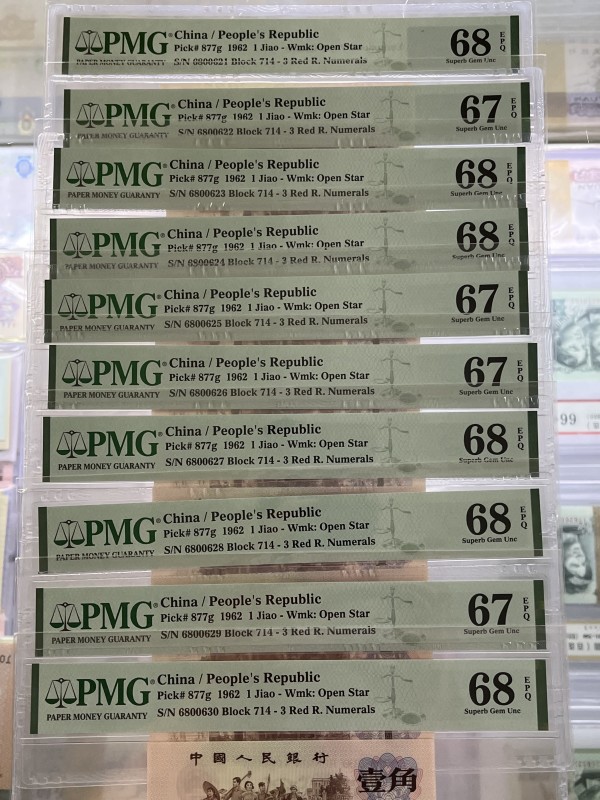 PMG
PAPER MONEY GUARANTY
China / People's Republic
Pick# 877g 1962 1 Jiao - Wmk: Open Star
S/N 6800621 Block 714 - 3 Red R. Numerals
68 EPQ
Superb Gem Unc
PMG
PAPER MONEY GUARANTY
China / People's Republic
Pick# 877g 1962 1 Jiao - Wmk: Open Star
S/N 6800622 Block 714 - 3 Red R. Numerals
67 EPQ
Superb Gem Unc
PMG
PAPER MONEY GUARANTY
China / People's Republic
Pick# 877g 1962 1 Jiao - Wmk: Open Star
S/N 6800623 Block 714 - 3 Red R. Numerals
68 EPQ
Superb Gem Unc
PMG
PAPER MONEY GUARANTY
China / People's Republic
Pick# 877g 1962 1 Jiao - Wmk: Open Star
S/N 6800624 Block 714 - 3 Red R. Numerals
68 EPQ
Superb Gem Unc
PMG
PAPER MONEY GUARANTY
China / People's Republic
Pick# 877g 1962 1 Jiao - Wmk: Open Star
S/N 6800625 Block 714 - 3 Red R. Numerals
67 EPQ
Superb Gem Unc
PMG
PAPER MONEY GUARANTY
China / People's Republic
Pick# 877g 1962 1 Jiao - Wmk: Open Star
S/N 6800626 Block 714 - 3 Red R. Numerals
67 EPQ
Superb Gem Unc
PMG
PAPER MONEY GUARANTY
China / People's Republic
Pick# 877g 1962 1 Jiao - Wmk: Open Star
S/N 6800627 Block 714 - 3 Red R. Numerals
68 EPQ
Superb Gem Unc
PMG
PAPER MONEY GUARANTY
China / People's Republic
Pick# 877g 1962 1 Jiao - Wmk: Open Star
S/N 6800628 Block 714 - 3 Red R. Numerals
68 EPQ
Superb Gem Unc
PMG
PAPER MONEY GUARANTY
China / People's Republic
Pick# 877g 1962 1 Jiao - Wmk: Open Star
S/N 6800629 Block 714 - 3 Red R. Numerals
67 EPQ
Superb Gem Unc
PMG
PAPER MONEY GUARANTY
China / People's Republic
Pick# 877g 1962 1 Jiao - Wmk: Open Star
S/N 6800630 Block 714 - 3 Red R. Numerals
68 EPQ
Superb Gem Unc
中国人民银行
壹角
99